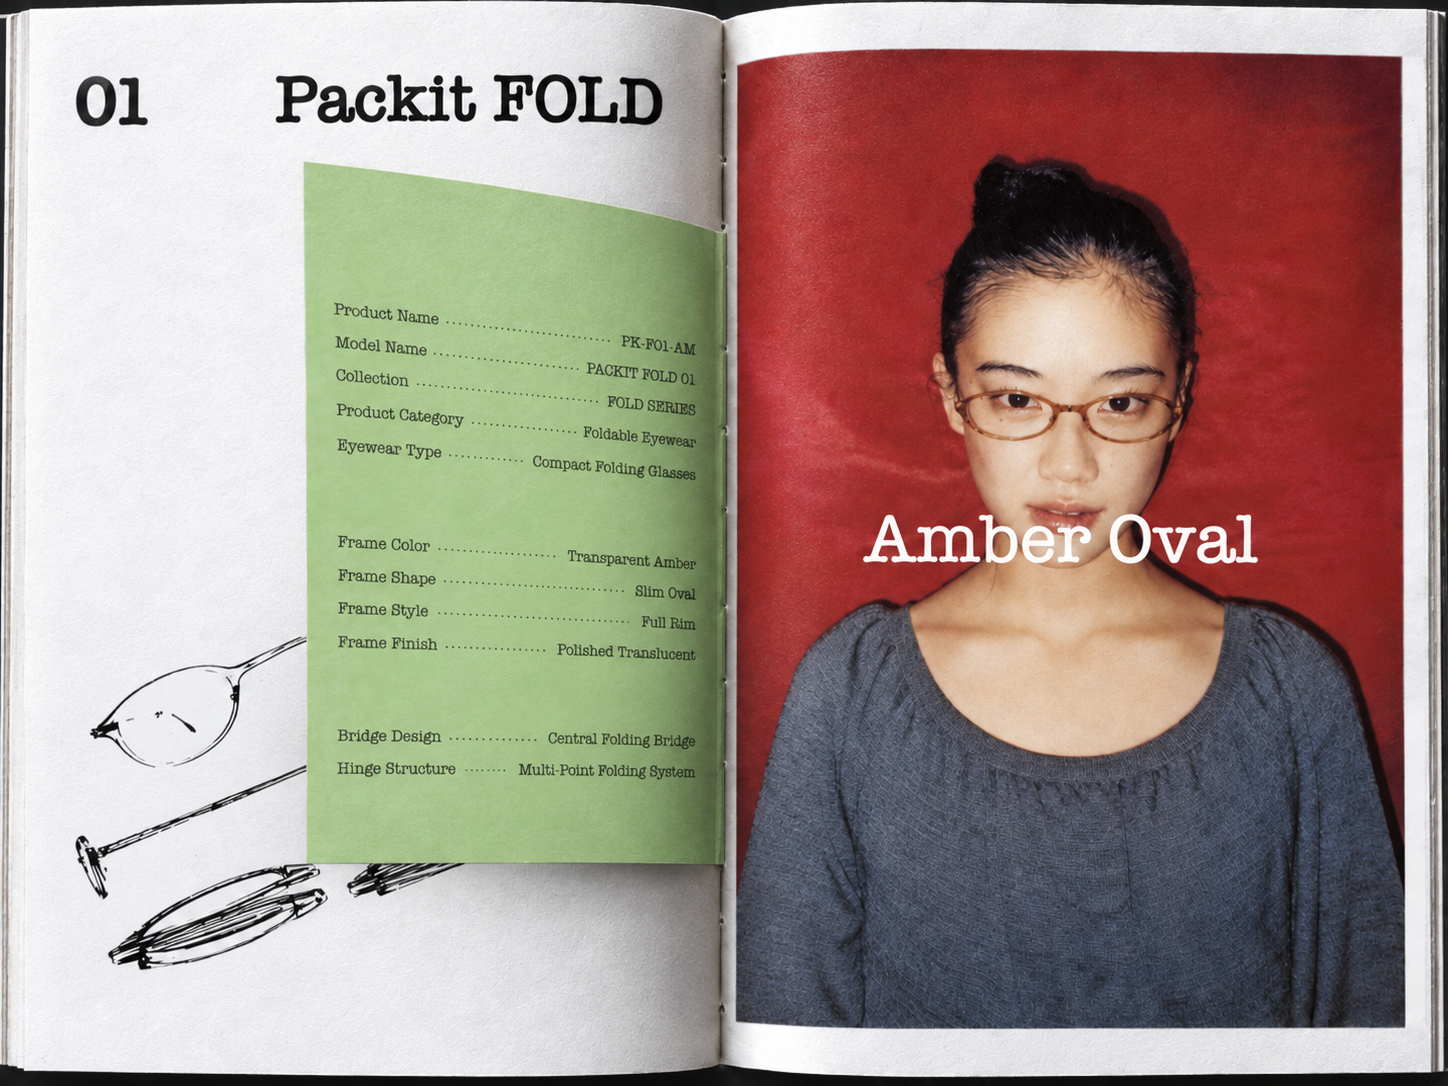 01 Packit FOLD
Product Name ........................ PK-F01-AM
Model Name ........................ PACKIT FOLD 01
Collection ........................ FOLD SERIES
Product Category ................ Foldable Eyewear
Eyewear Type ............ Compact Folding Glasses
Frame Color .................. Transparent Amber
Frame Shape ........................ Slim Oval
Frame Style ........................ Full Rim
Frame Finish ................ Polished Translucent
Bridge Design .............. Central Folding Bridge
Hinge Structure ....... Multi-Point Folding System
Amber Oval